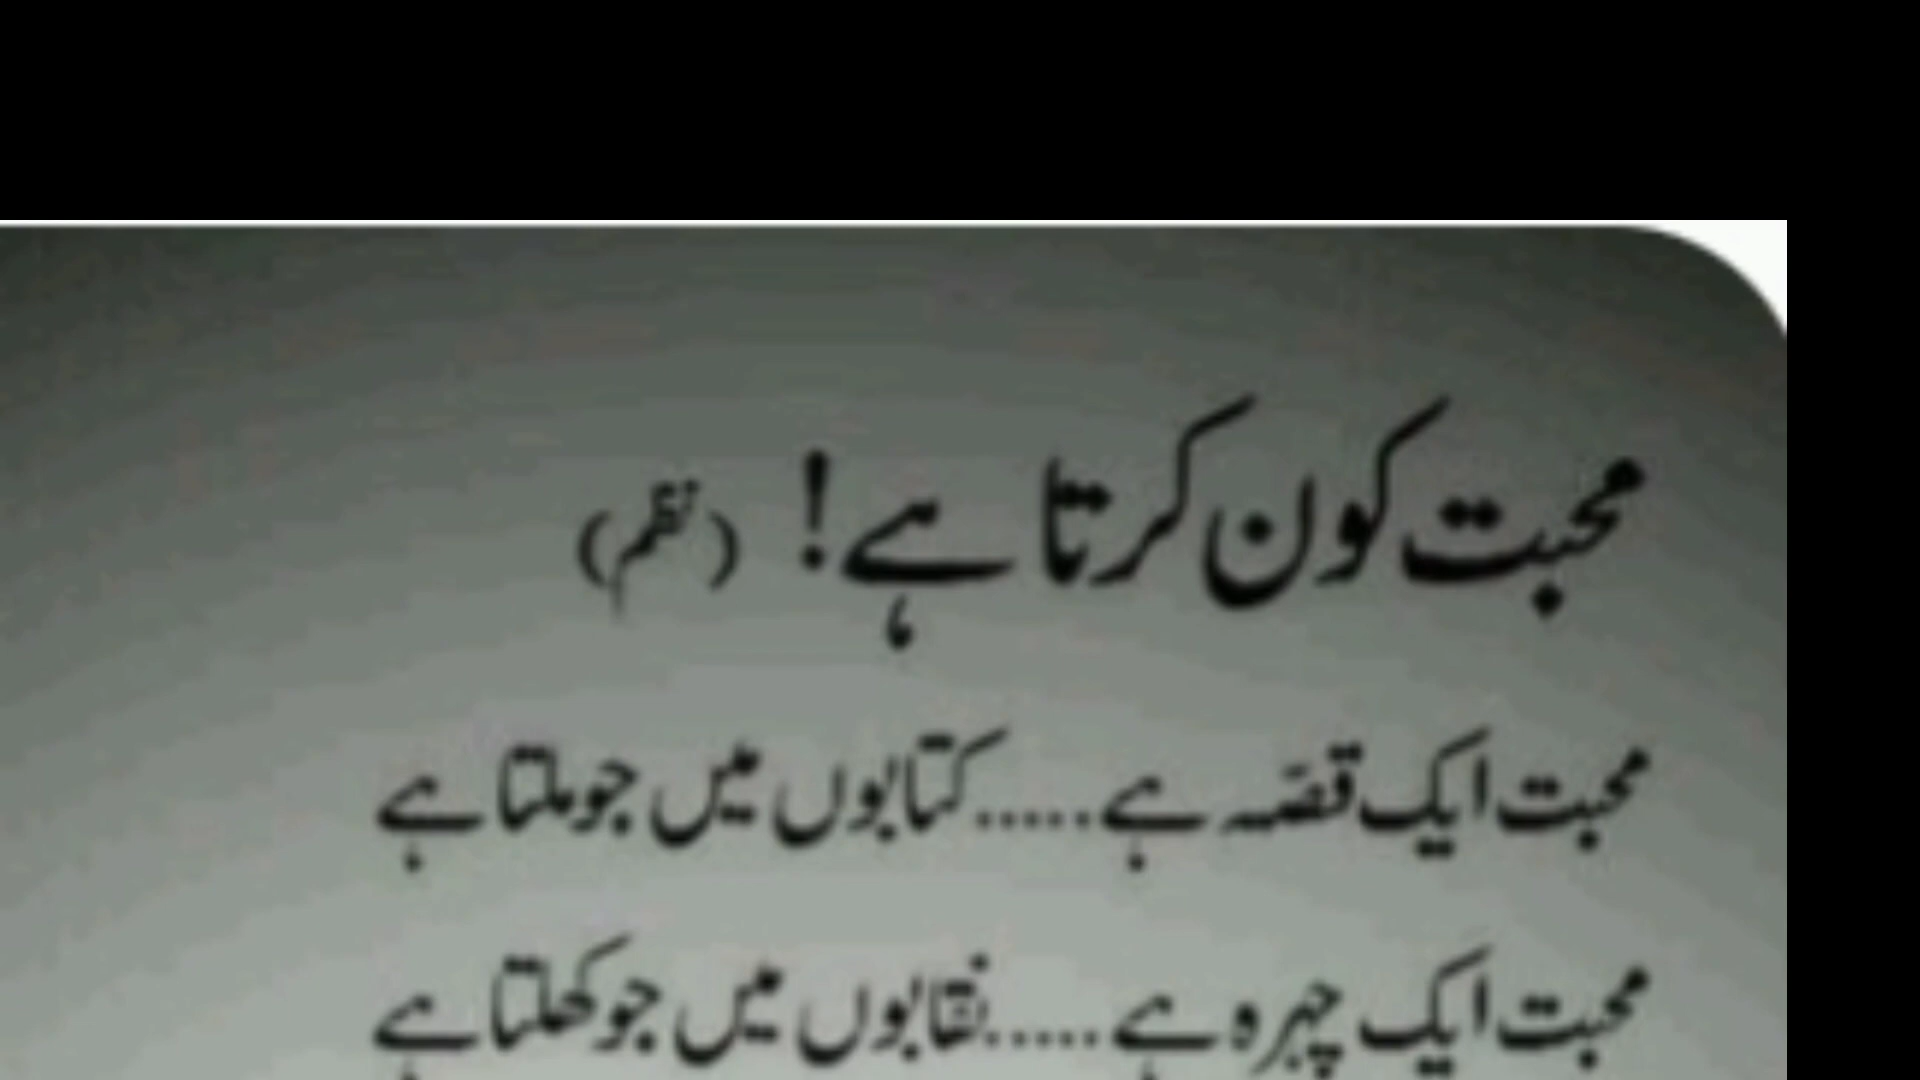 محبت کون کرتا ہے! (نظم)
محبت ایک قصّہ ہے.....کتابوں میں جو ملتا ہے
محبت ایک چہرہ ہے.....نقابوں میں جو کھلتا ہے